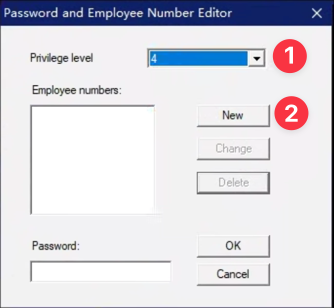 Password and Employee Number Editor
Privilege level
4
1
Employee numbers:
New
2
Change
Delete
Password:
OK
Cancel